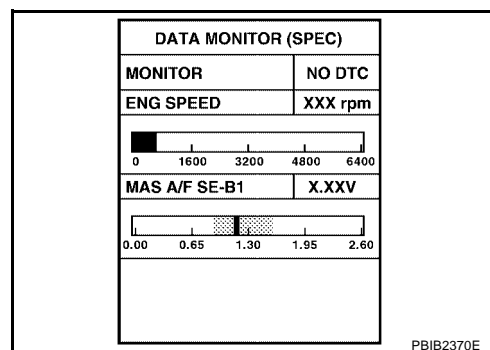 DATA MONITOR (SPEC)
MONITOR NO DTC
ENG SPEED XXX rpm
0 1600 3200 4800 6400
MAS A/F SE-B1 X.XXV
0.00 0.65 1.30 1.95 2.60
PBIB2370E